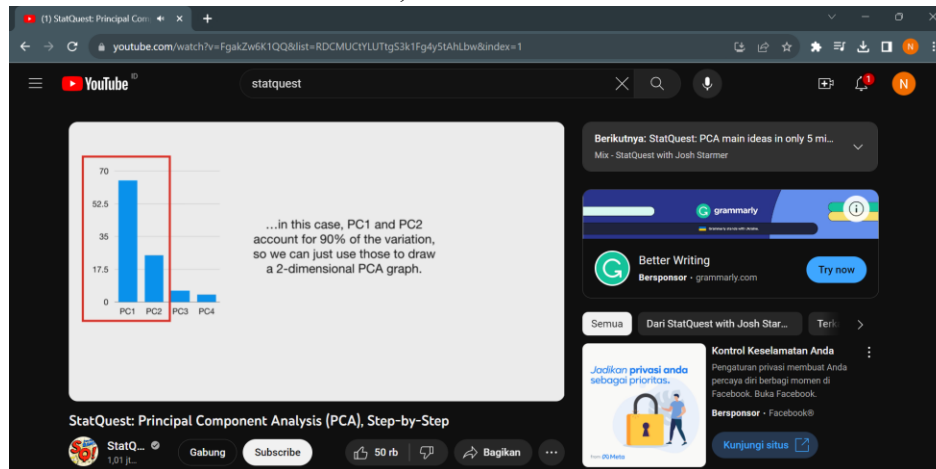 (1) StatQuest: Principal Com
youtube.com/watch?v=FgakZw6K1QQ&list=RDCMUCtYLUTtgS3k1Fg4y5tAhLbw&index=1
YouTube ID
statquest
1
N
70
52.5
35
17.5
0
PC1 PC2 PC3 PC4
...in this case, PC1 and PC2
account for 90% of the variation,
so we can just use those to draw
a 2-dimensional PCA graph.
StatQuest: Principal Component Analysis (PCA), Step-by-Step
StatQ...
1,01 jt...
Gabung
Subscribe
50 rb
Bagikan
Berikutnya: StatQuest: PCA main ideas in only 5 mi...
Mix - StatQuest with Josh Starmer
grammarly
Better Writing
Bersponsor · grammarly.com
Try now
Semua
Dari StatQuest with Josh Star...
Terk
Jadikan privasi anda
sebagai prioritas.
from Meta
Kontrol Keselamatan Anda
Pengaturan privasi membuat Anda
percaya diri berbagi momen di
Facebook. Buka Facebook.
Bersponsor · Facebook®
Kunjungi situs